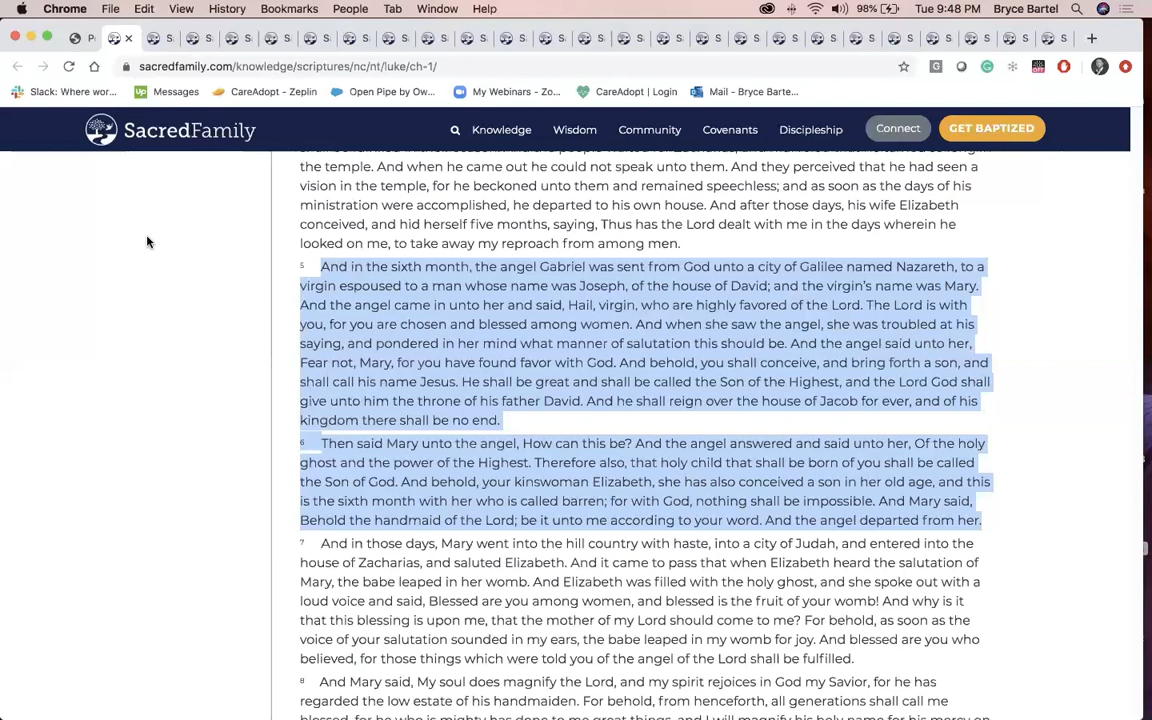 Chrome File Edit View History Bookmarks People Tab Window Help 98% Tue 9:48 PM Bryce Bartel
sacredfamily.com/knowledge/scriptures/nc/nt/luke/ch-1/
Slack: Where wor... Up Messages CareAdopt - Zeplin Open Pipe by Ow... My Webinars - Zo... CareAdopt | Login Mail - Bryce Barte...
SacredFamily Knowledge Wisdom Community Covenants Discipleship Connect GET BAPTIZED
the temple. And when he came out he could not speak unto them. And they perceived that he had seen a
vision in the temple, for he beckoned unto them and remained speechless; and as soon as the days of his
ministration were accomplished, he departed to his own house. And after those days, his wife Elizabeth
conceived, and hid herself five months, saying, Thus has the Lord dealt with me in the days wherein he
looked on me, to take away my reproach from among men.
5 And in the sixth month, the angel Gabriel was sent from God unto a city of Galilee named Nazareth, to a
virgin espoused to a man whose name was Joseph, of the house of David; and the virgin's name was Mary.
And the angel came in unto her and said, Hail, virgin, who are highly favored of the Lord. The Lord is with
you, for you are chosen and blessed among women. And when she saw the angel, she was troubled at his
saying, and pondered in her mind what manner of salutation this should be. And the angel said unto her,
Fear not, Mary, for you have found favor with God. And behold, you shall conceive, and bring forth a son, and
shall call his name Jesus. He shall be great and shall be called the Son of the Highest, and the Lord God shall
give unto him the throne of his father David. And he shall reign over the house of Jacob for ever, and of his
kingdom there shall be no end.
6 Then said Mary unto the angel, How can this be? And the angel answered and said unto her, Of the holy
ghost and the power of the Highest. Therefore also, that holy child that shall be born of you shall be called
the Son of God. And behold, your kinswoman Elizabeth, she has also conceived a son in her old age, and this
is the sixth month with her who is called barren; for with God, nothing shall be impossible. And Mary said,
Behold the handmaid of the Lord; be it unto me according to your word. And the angel departed from her.
7 And in those days, Mary went into the hill country with haste, into a city of Judah, and entered into the
house of Zacharias, and saluted Elizabeth. And it came to pass that when Elizabeth heard the salutation of
Mary, the babe leaped in her womb. And Elizabeth was filled with the holy ghost, and she spoke out with a
loud voice and said, Blessed are you among women, and blessed is the fruit of your womb! And why is it
that this blessing is upon me, that the mother of my Lord should come to me? For behold, as soon as the
voice of your salutation sounded in my ears, the babe leaped in my womb for joy. And blessed are you who
believed, for those things which were told you of the angel of the Lord shall be fulfilled.
8 And Mary said, My soul does magnify the Lord, and my spirit rejoices in God my Savior, for he has
regarded the low estate of his handmaiden. For behold, from henceforth, all generations shall call me
blessed, for he who is mighty has done to me great things, and I will magnify his holy name for his mercy on